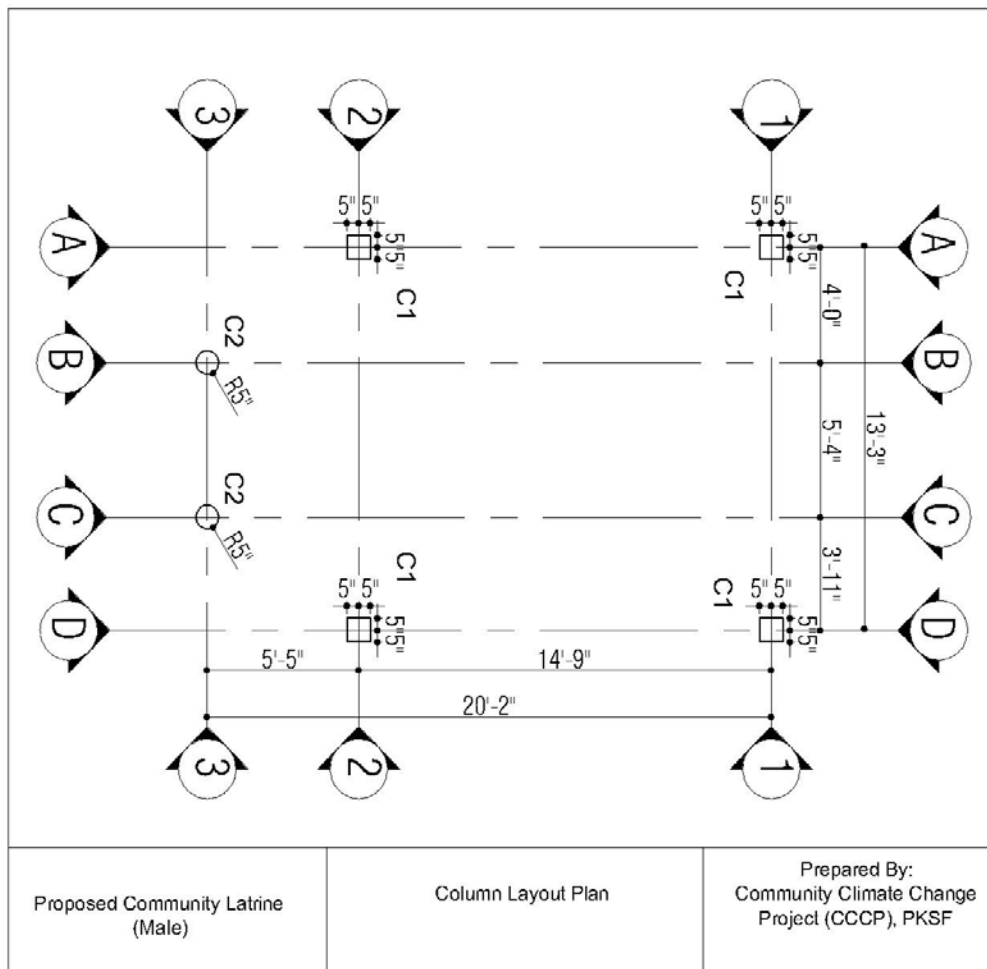 3
2
1
5" 5"
5" 5"
A
5"5"
5"5"
A
C1
C1
4'-0"
B
C2
R5"
B
13'-3"
5'-4"
C
C2
R5"
C
C1
C1
3'-11"
5" 5"
5" 5"
D
5"5"
5"5"
D
5'-5"
14'-9"
20'-2"
3
2
1
Proposed Community Latrine
(Male)
Column Layout Plan
Prepared By:
Community Climate Change
Project (CCCP), PKSF